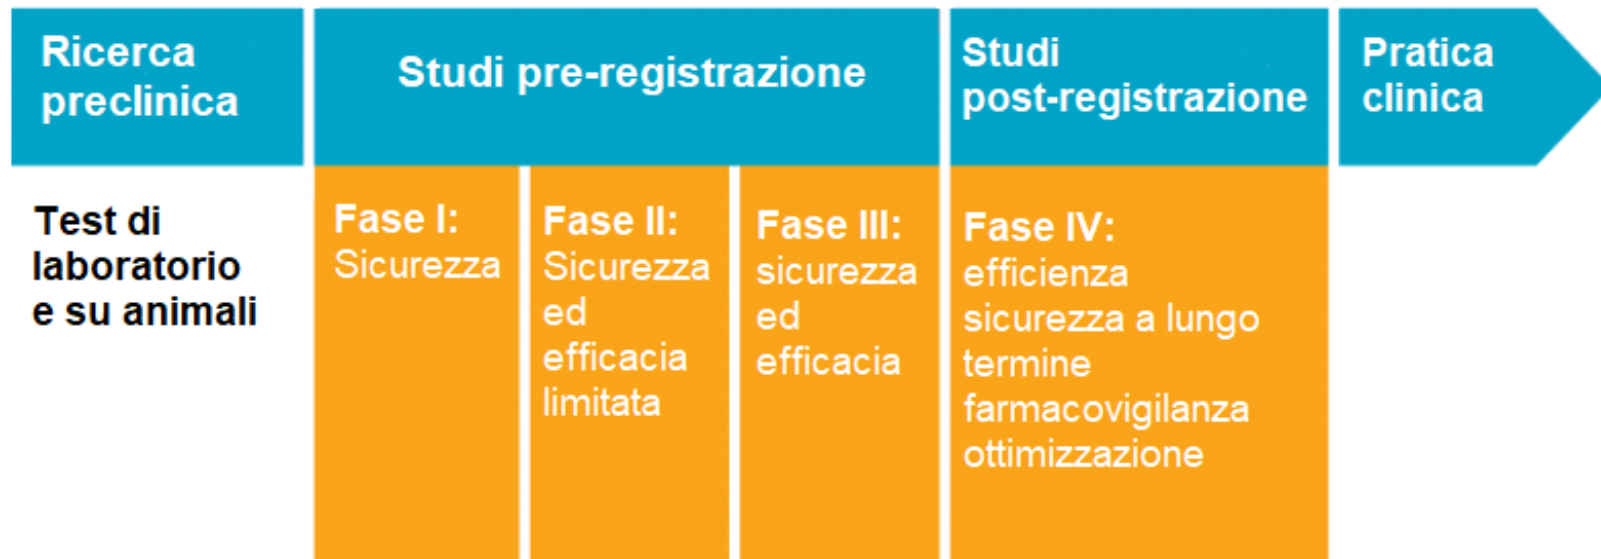 Ricerca
preclinica
Studi pre-registrazione
Studi
post-registrazione
Pratica
clinica
Test di
laboratorio
e su animali
Fase I:
Sicurezza
Fase II:
Sicurezza
ed
efficacia
limitata
Fase III:
sicurezza
ed
efficacia
Fase IV:
efficienza
sicurezza a lungo
termine
farmacovigilanza
ottimizzazione